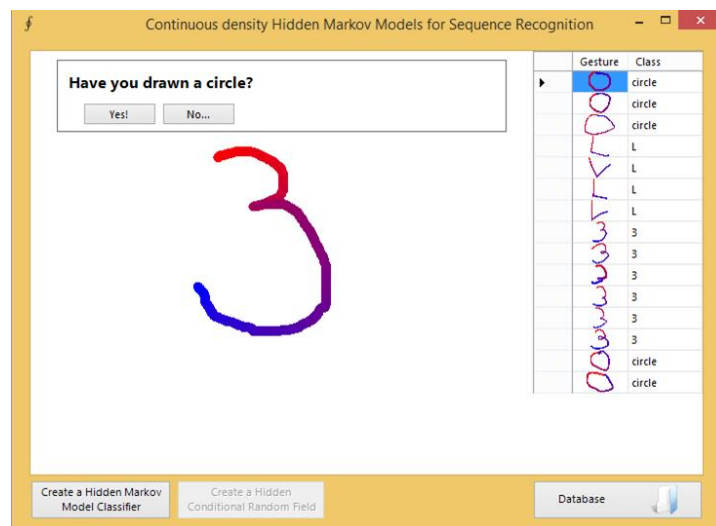 Continuous density Hidden Markov Models for Sequence Recognition
Have you drawn a circle?
Yes! No...
3
Gesture Class
circle
circle
circle
L
L
L
L
3
3
3
3
3
3
circle
circle
Create a Hidden Markov
Model Classifier
Create a Hidden
Conditional Random Field
Database